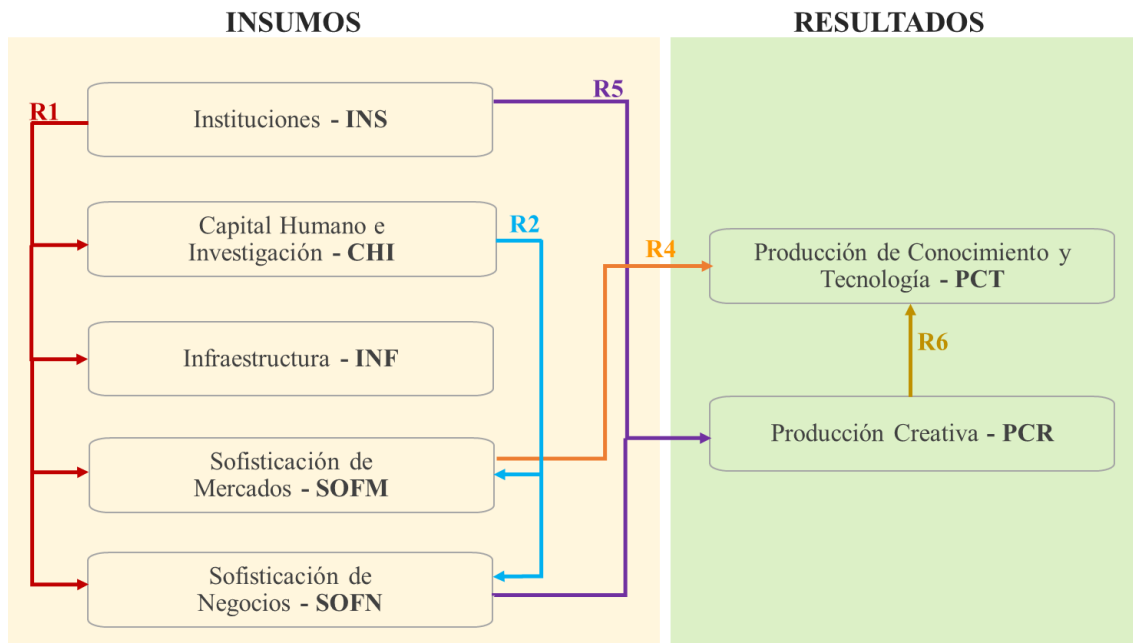 INSUMOS
RESULTADOS
R1
R5
Instituciones - INS
Capital Humano e
Investigación - CHI
R2
R4
Producción de Conocimiento y
Tecnología - PCT
Infraestructura - INF
R6
Sofisticación de
Mercados - SOFM
Producción Creativa - PCR
Sofisticación de
Negocios - SOFN